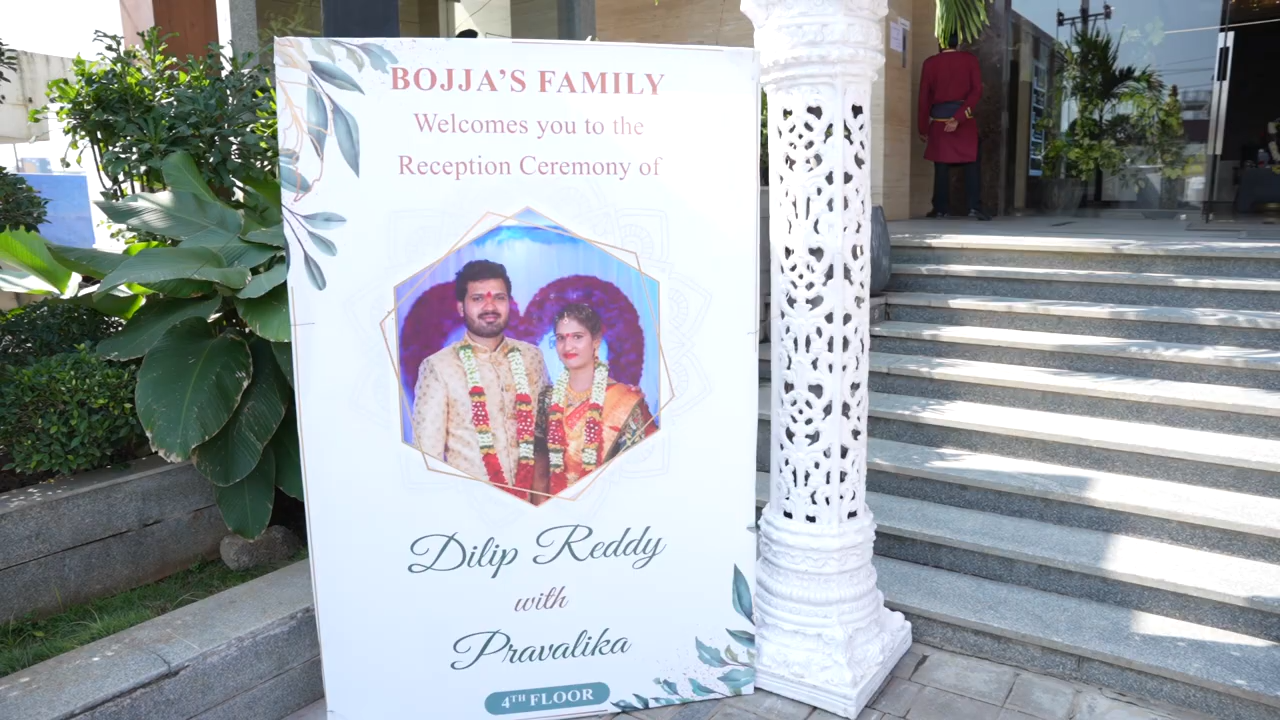 BOJJA'S FAMILY
Welcomes you to the
Reception Ceremony of
Dilip Reddy
with
Pravalika
4TH FLOOR